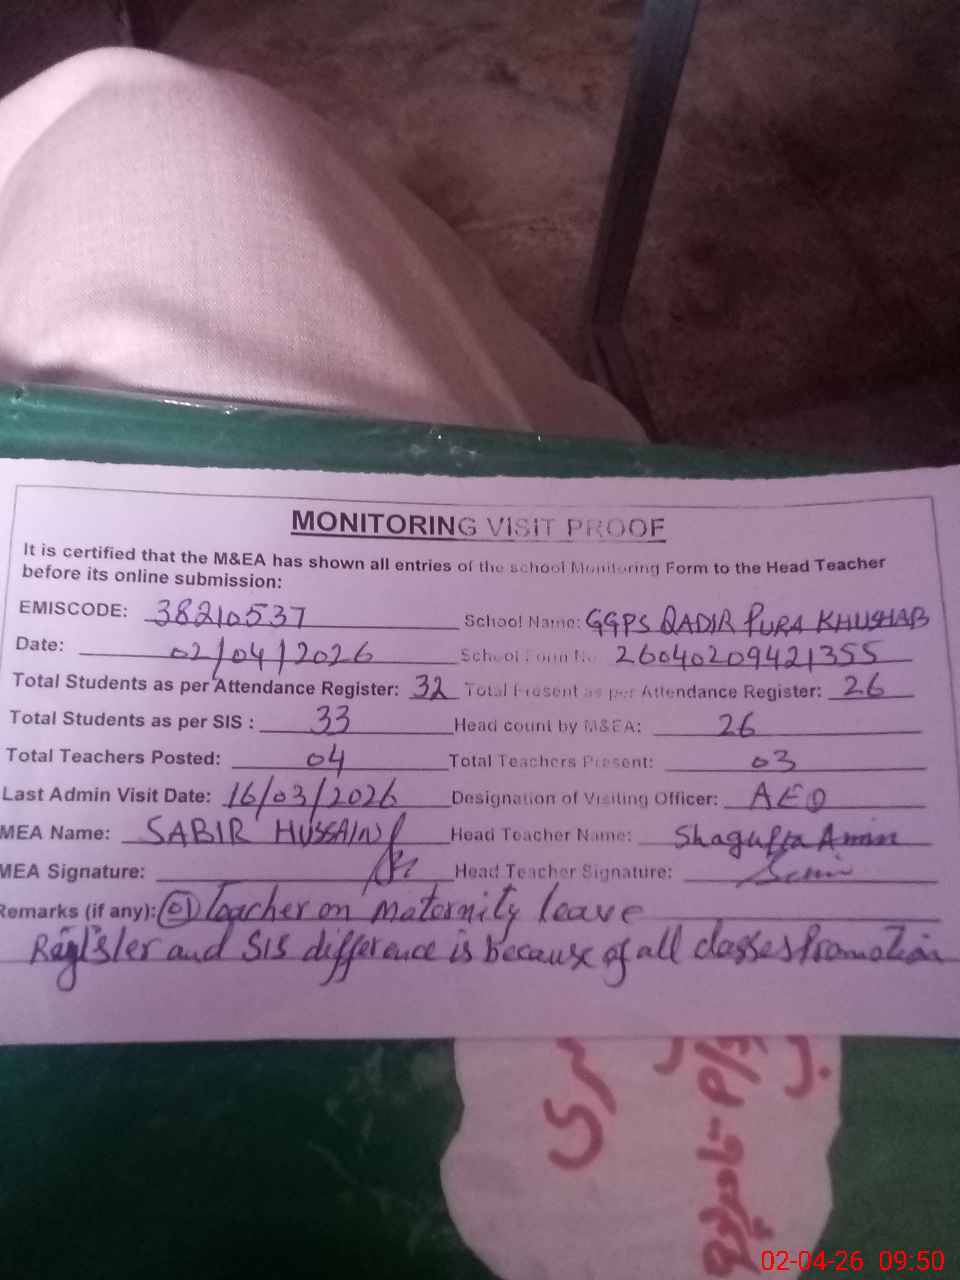 MONITORING VISIT PROOF
It is certified that the M&EA has shown all entries of the school Monitoring Form to the Head Teacher
before its online submission:
EMISCODE: 38210537 School Name: GGPS QADIR PURA KHUSHAB
Date: 02/04/2026 School Form No 26040209421355
Total Students as per Attendance Register: 32 Total Present as per Attendance Register: 26
Total Students as per SIS : 33 Head count by M&EA: 26
Total Teachers Posted: 04 Total Teachers Present: 03
Last Admin Visit Date: 16/03/2026 Designation of Visiting Officer: AEO
MEA Name: SABIR HUSSAIN Head Teacher Name: Shagufta Amin
MEA Signature: Head Teacher Signature:
Remarks (if any): 01 Teacher on maternity leave
Register and SIS difference is because of all classes Promotion
02-04-26 09:50